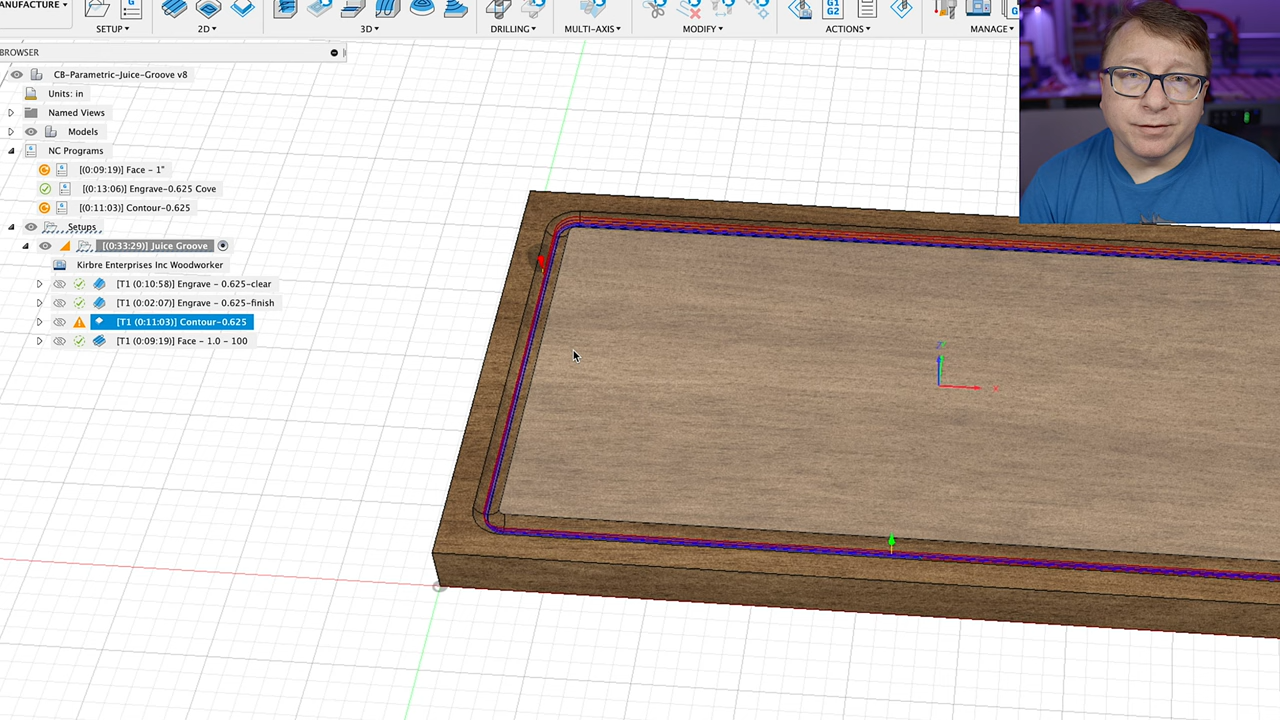 MANUFACTURE ▾
SETUP ▾
2D ▾
3D ▾
DRILLING ▾
MULTI-AXIS ▾
MODIFY ▾
ACTIONS ▾
MANAGE ▾
G1
G2
BROWSER
CB-Parametric-Juice-Groove v8
Units: in
Named Views
Models
NC Programs
[(0:09:19)] Face - 1"
[(0:13:06)] Engrave-0.625 Cove
[(0:11:03)] Contour-0.625
Setups
[(0:33:29)] Juice Groove
Kirbre Enterprises Inc Woodworker
[T1 (0:10:58)] Engrave - 0.625-clear
[T1 (0:02:07)] Engrave - 0.625-finish
[T1 (0:11:03)] Contour-0.625
[T1 (0:09:19)] Face - 1.0 - 100
Z
X